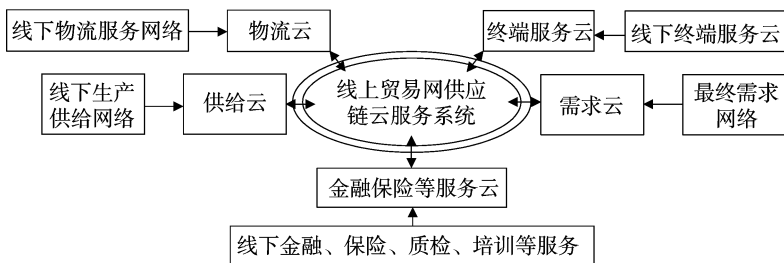 线下物流服务网络
物流云
终端服务云
线下终端服务云
线下生产
供给网络
供给云
线上贸易网供应
链云服务系统
需求云
最终需求
网络
金融保险等服务云
线下金融、保险、质检、培训等服务